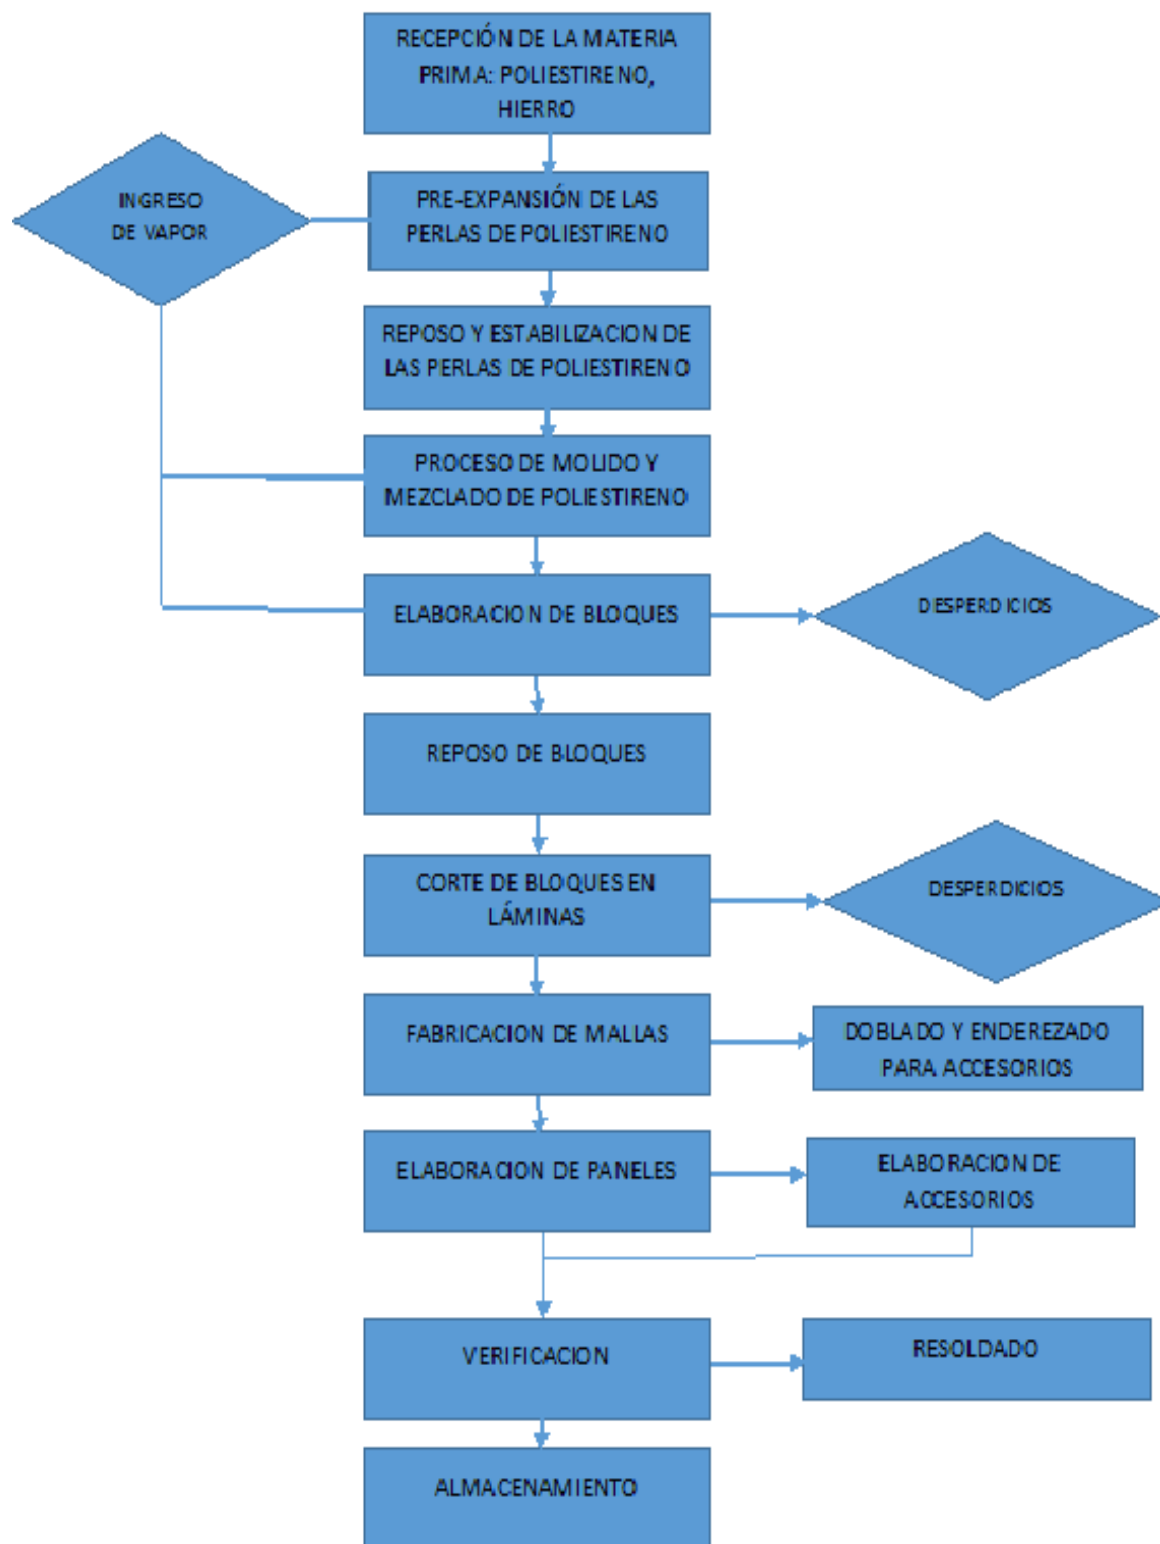 RECEPCIÓN DE LA MATERIA
PRIMA: POLIESTIRENO,
HIERRO
INGRESO
DE VAPOR
PRE-EXPANSIÓN DE LAS
PERLAS DE POLIESTIRENO
REPOSO Y ESTABILIZACION DE
LAS PERLAS DE POLIESTIRENO
PROCESO DE MOLIDO Y
MEZCLADO DE POLIESTIRENO
ELABORACION DE BLOQUES
DESPERDICIOS
REPOSO DE BLOQUES
CORTE DE BLOQUES EN
LÁMINAS
DESPERDICIOS
FABRICACION DE MALLAS
DOBLADO Y ENDEREZADO
PARA ACCESORIOS
ELABORACION DE PANELES
ELABORACION DE
ACCESORIOS
VERIFICACION
RESOLDADO
ALMACENAMIENTO